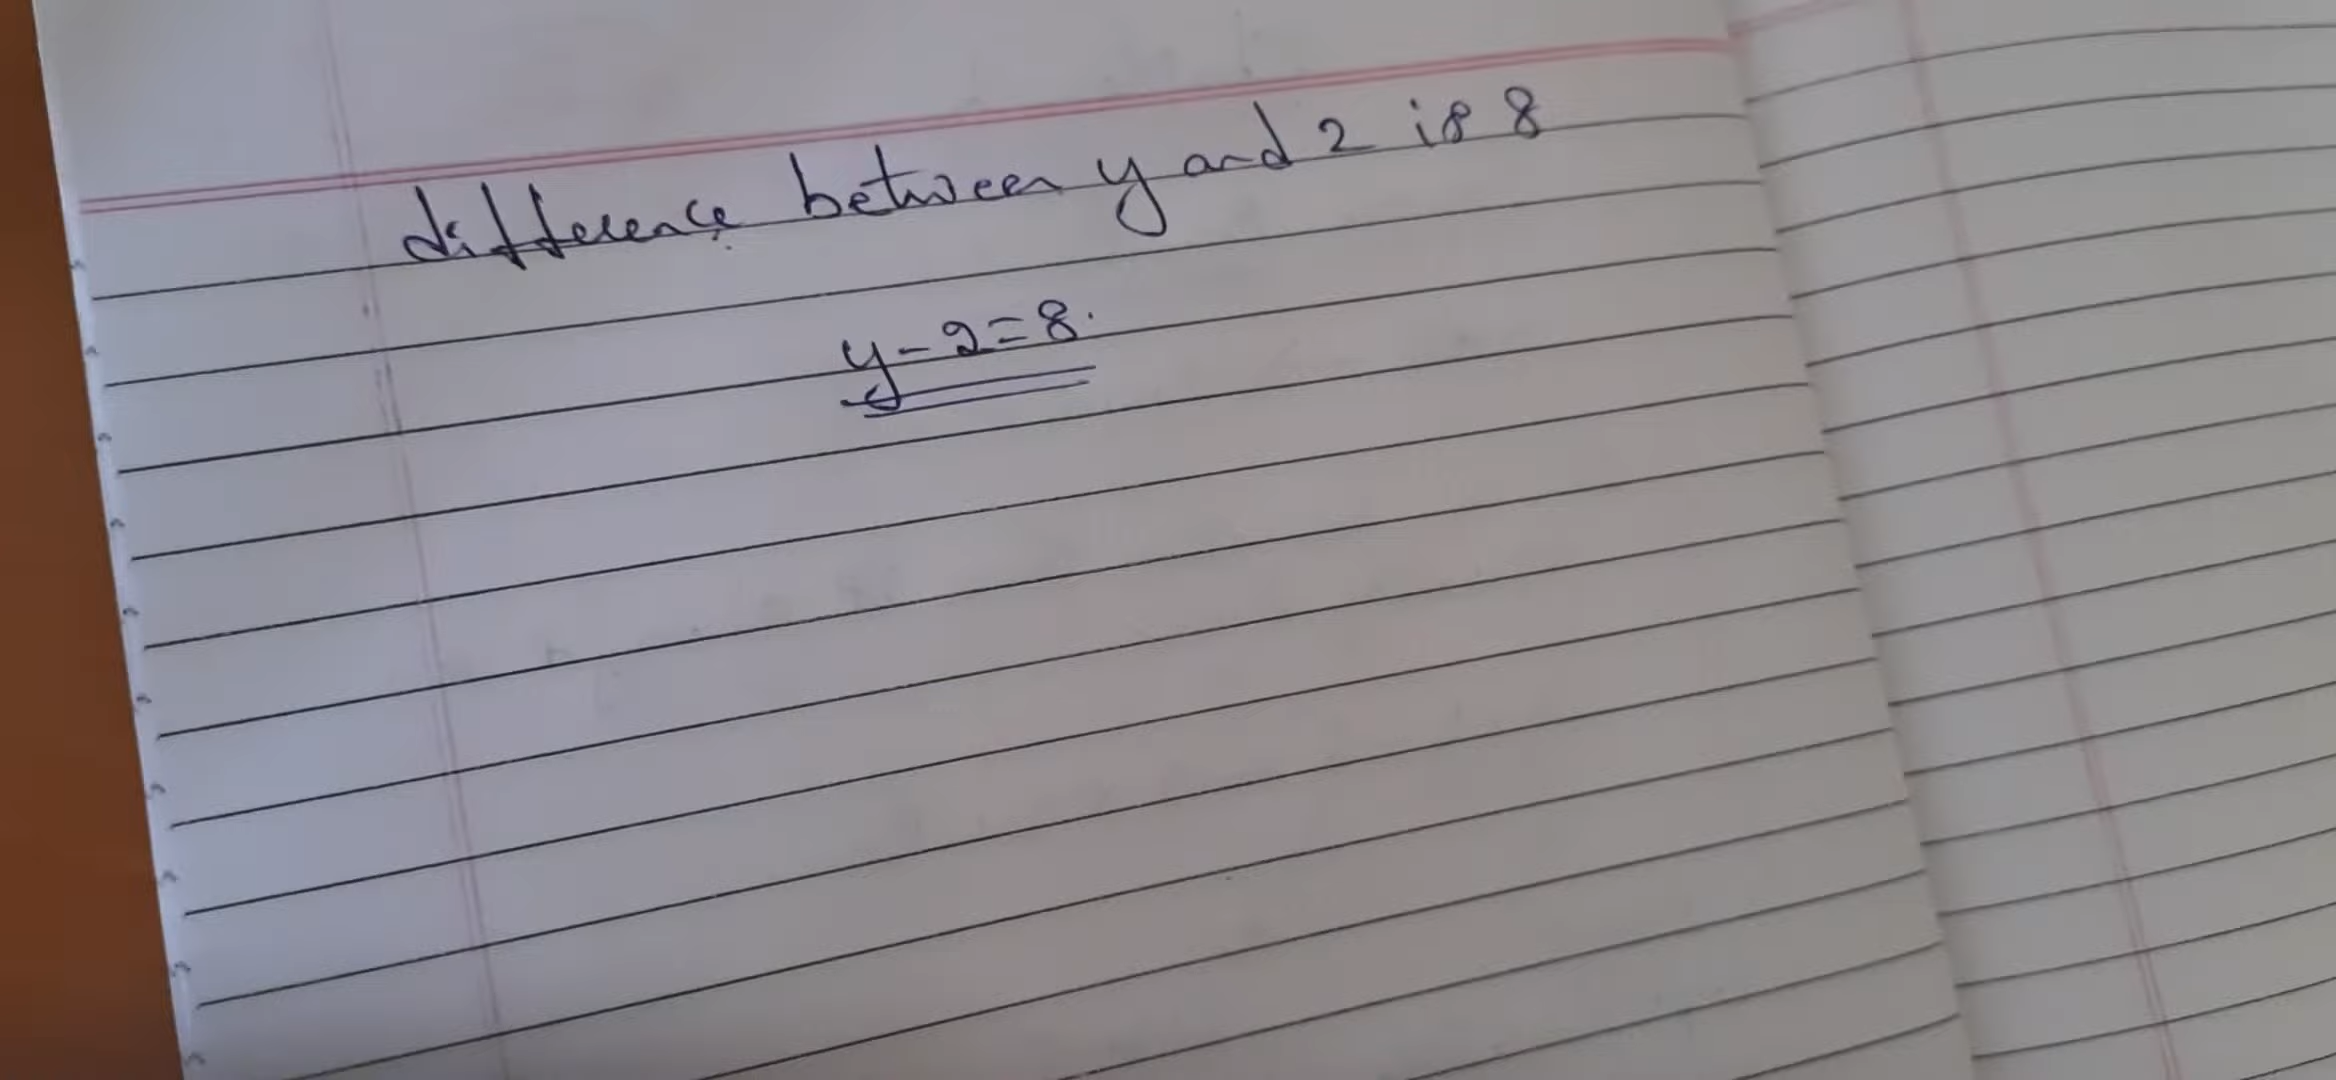 difference between y and 2 is 8
y-2=8.